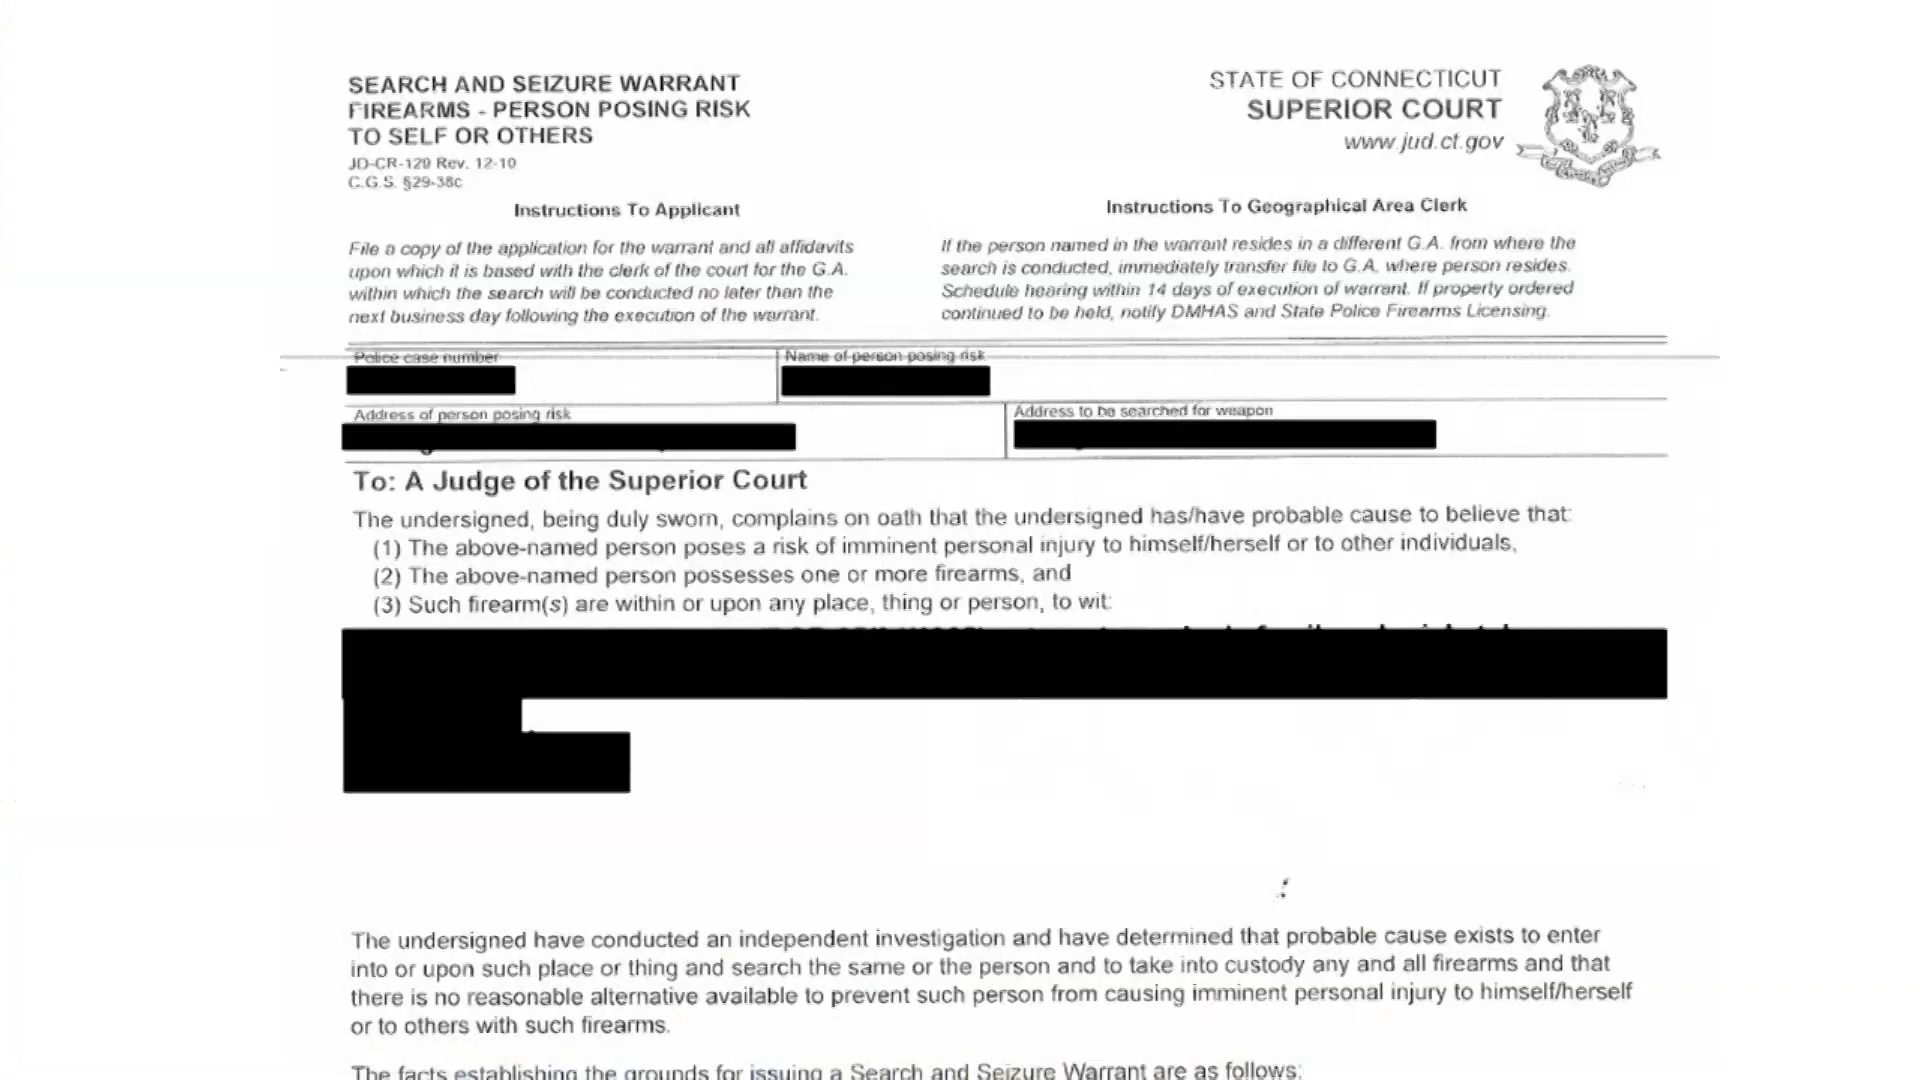 SEARCH AND SEIZURE WARRANT
FIREARMS - PERSON POSING RISK
TO SELF OR OTHERS
JD-CR-129 Rev. 12-10
C.G.S. §29-38c
STATE OF CONNECTICUT
SUPERIOR COURT
www.jud.ct.gov
Instructions To Applicant
File a copy of the application for the warrant and all affidavits
upon which it is based with the clerk of the court for the G.A.
within which the search will be conducted no later than the
next business day following the execution of the warrant.
Instructions To Geographical Area Clerk
If the person named in the warrant resides in a different G.A. from where the
search is conducted, immediately transfer file to G.A. where person resides.
Schedule hearing within 14 days of execution of warrant. If property ordered
continued to be held, notify DMHAS and State Police Firearms Licensing.
Police case number
Name of person posing risk
Address of person posing risk
Address to be searched for weapon
To: A Judge of the Superior Court
The undersigned, being duly sworn, complains on oath that the undersigned has/have probable cause to believe that:
(1) The above-named person poses a risk of imminent personal injury to himself/herself or to other individuals,
(2) The above-named person possesses one or more firearms, and
(3) Such firearm(s) are within or upon any place, thing or person, to wit:
The undersigned have conducted an independent investigation and have determined that probable cause exists to enter
into or upon such place or thing and search the same or the person and to take into custody any and all firearms and that
there is no reasonable alternative available to prevent such person from causing imminent personal injury to himself/herself
or to others with such firearms.
The facts establishing the grounds for issuing a Search and Seizure Warrant are as follows: